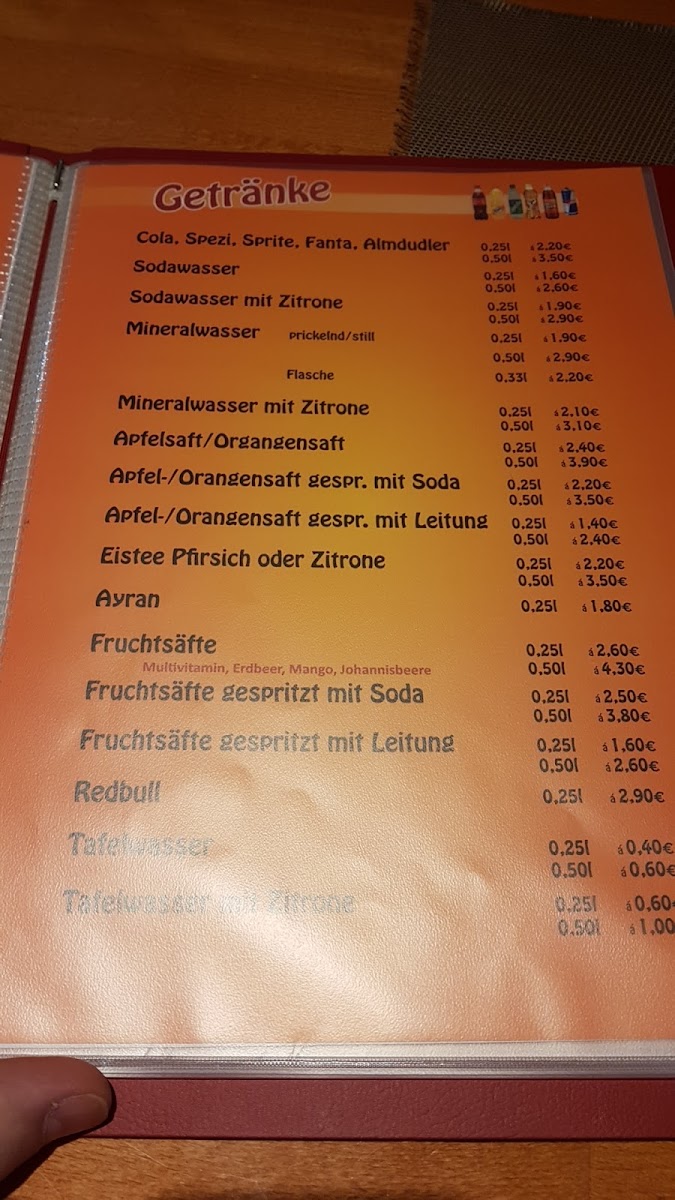 Getränke
Cola, Spezi, Sprite, Fanta, Almdudler 0,25l á 2,20€
0,50l á 3,50€
Sodawasser 0,25l á 1,60€
0,50l á 2,60€
Sodawasser mit Zitrone 0,25l á 1,90€
0,50l á 2,90€
Mineralwasser prickelnd/still 0,25l á 1,90€
0,50l á 2,90€
Flasche 0,33l á 2,20€
Mineralwasser mit Zitrone 0,25l á 2,10€
0,50l á 3,10€
Apfelsaft/Organgensaft 0,25l á 2,40€
0,50l á 3,90€
Apfel-/Orangensaft gespr. mit Soda 0,25l á 2,20€
0,50l á 3,50€
Apfel-/Orangensaft gespr. mit Leitung 0,25l á 1,40€
0,50l á 2,40€
Eistee Pfirsich oder Zitrone 0,25l á 2,20€
0,50l á 3,50€
Ayran 0,25l á 1,80€
Fruchtsäfte 0,25l á 2,60€
Multivitamin, Erdbeer, Mango, Johannisbeere 0,50l á 4,30€
Fruchtsäfte gespritzt mit Soda 0,25l á 2,50€
0,50l á 3,80€
Fruchtsäfte gespritzt mit Leitung 0,25l á 1,60€
0,50l á 2,60€
Redbull 0,25l á 2,90€
Tafelwasser 0,25l á 0,40€
0,50l á 0,60€
Tafelwasser mit Zitrone 0,25l á 0,60€
0,50l á 1,00